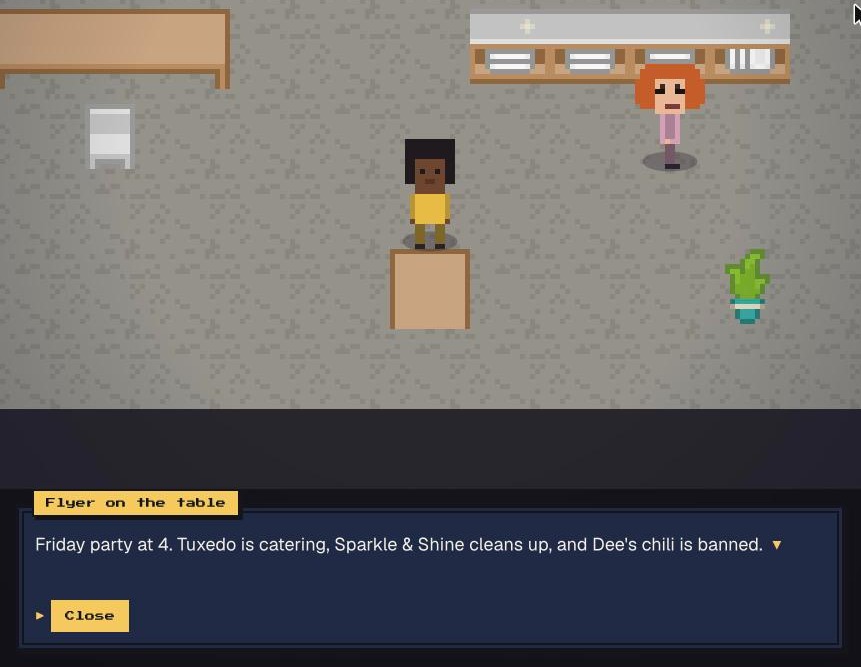 Flyer on the table
Friday party at 4. Tuxedo is catering, Sparkle & Shine cleans up, and Dee's chili is banned.
Close